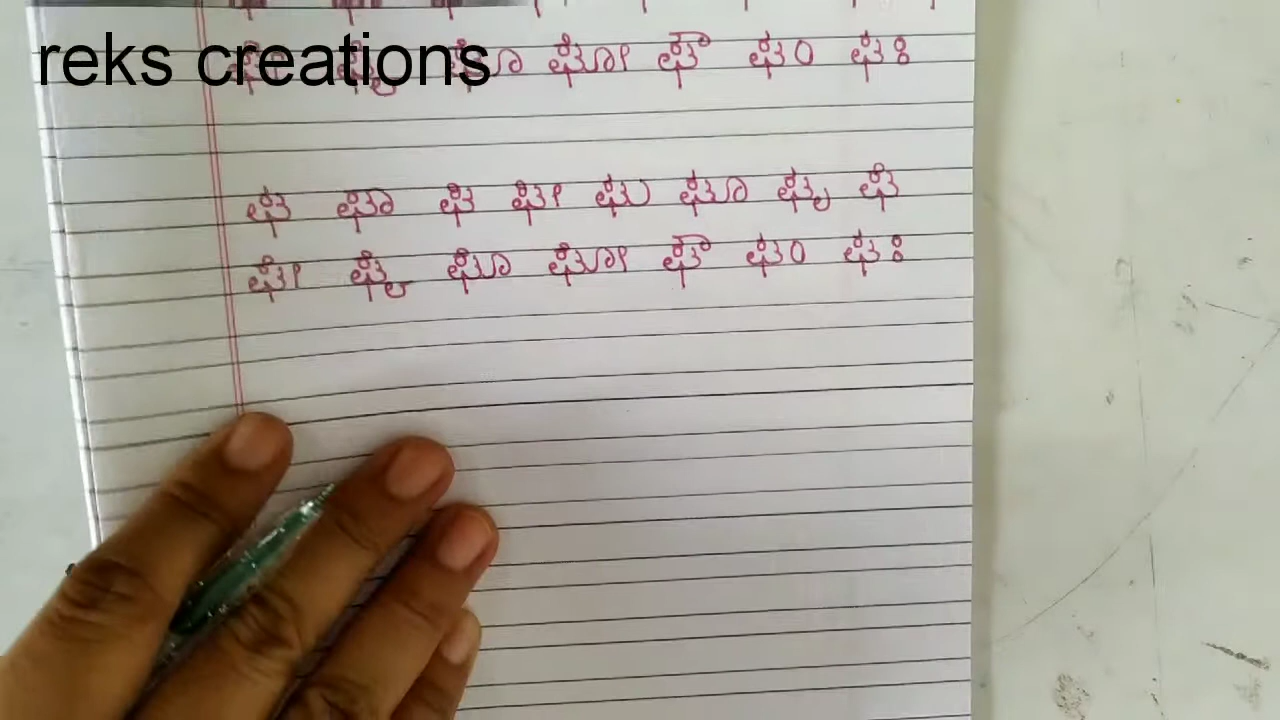 reks creations
ಘೇ ಘೈ ಘೊ ಘೋ ಘೌ ಘಂ ಘಃ
ಘ ಘಾ ಘಿ ಘೀ ಘು ಘೂ ಘೃ ಘೆ
ಘೇ ಘೈ ಘೊ ಘೋ ಘೌ ಘಂ ಘಃ